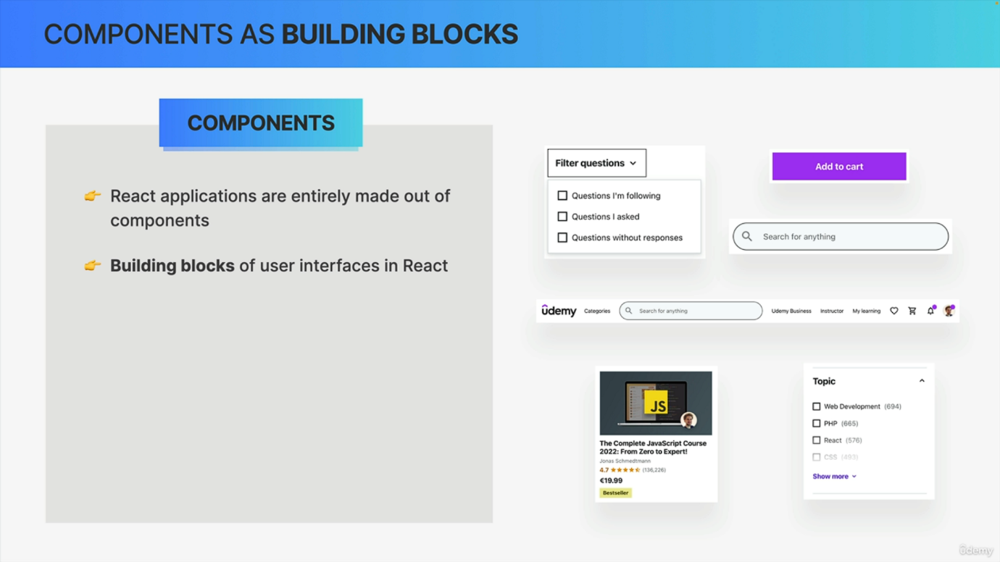 COMPONENTS AS BUILDING BLOCKS
COMPONENTS
React applications are entirely made out of
components
Building blocks of user interfaces in React
Filter questions
Questions I'm following
Questions I asked
Questions without responses
Add to cart
Search for anything
udemy Categories Search for anything Udemy Business Instructor My learning
JS
The Complete JavaScript Course
2022: From Zero to Expert!
Jonas Schmedtmann
4.7 (136,226)
€19.99
Bestseller
Topic
Web Development (694)
PHP (665)
React (576)
CSS (493)
Show more
udemy